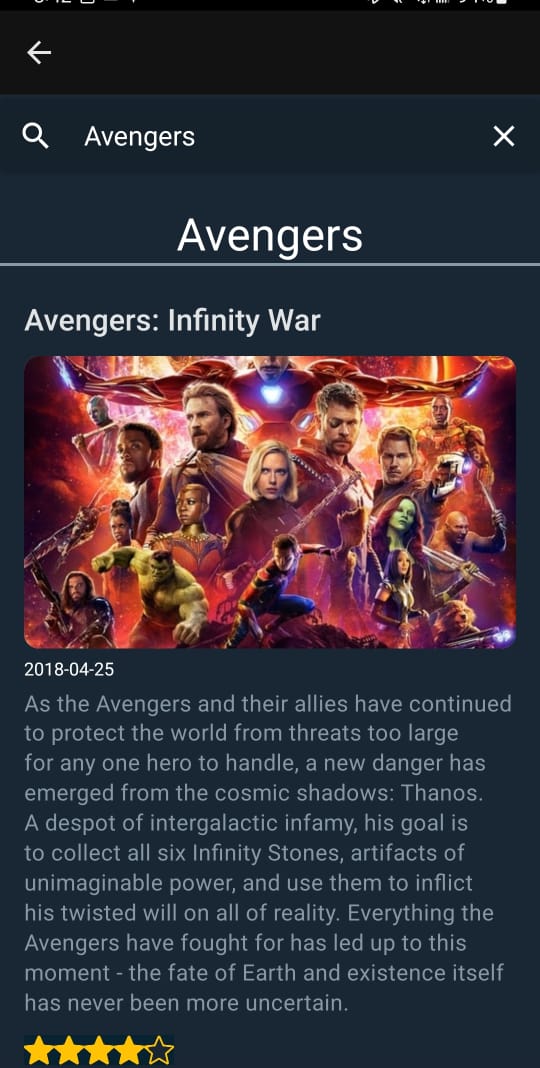 Avengers
Avengers
Avengers: Infinity War
2018-04-25
As the Avengers and their allies have continued
to protect the world from threats too large
for any one hero to handle, a new danger has
emerged from the cosmic shadows: Thanos.
A despot of intergalactic infamy, his goal is
to collect all six Infinity Stones, artifacts of
unimaginable power, and use them to inflict
his twisted will on all of reality. Everything the
Avengers have fought for has led up to this
moment - the fate of Earth and existence itself
has never been more uncertain.